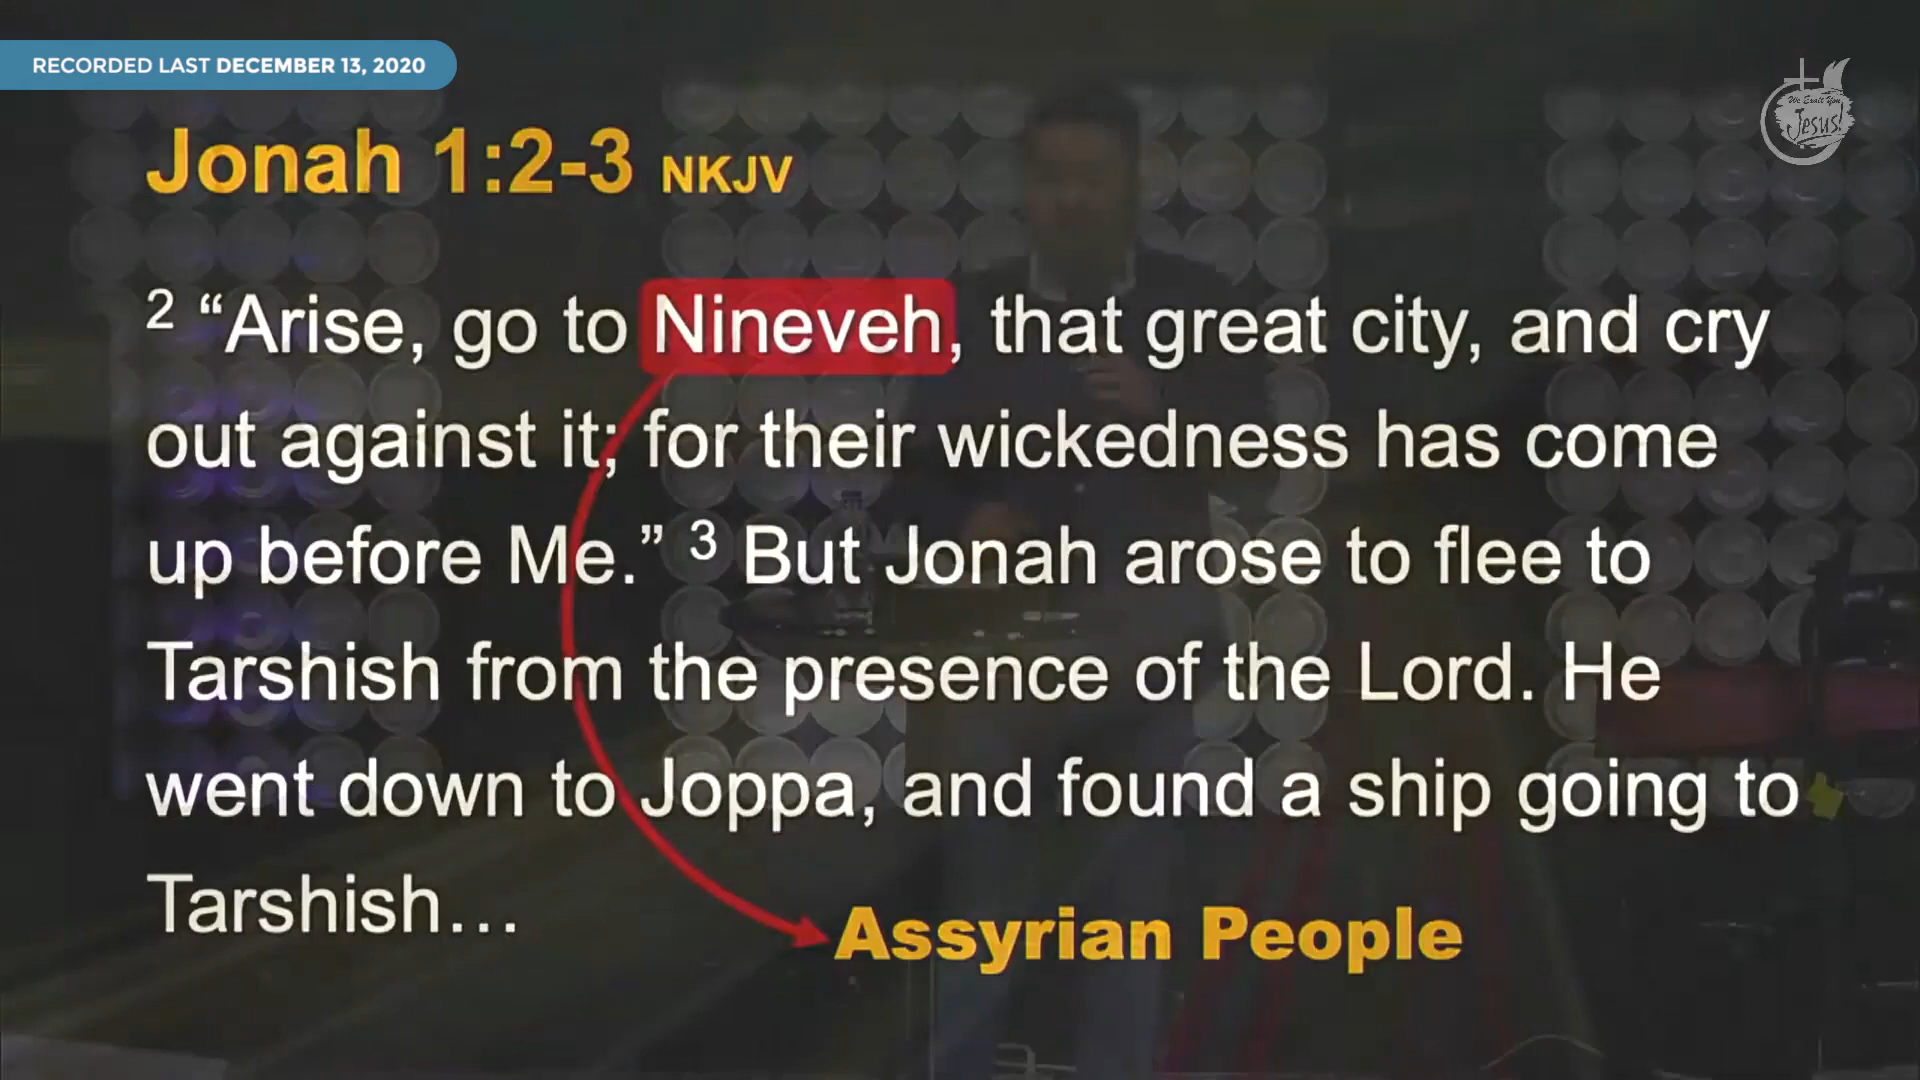 RECORDED LAST DECEMBER 13, 2020
We Exalt You
Jesus!
Jonah 1:2-3 NKJV
2 “Arise, go to Nineveh, that great city, and cry
out against it; for their wickedness has come
up before Me.” 3 But Jonah arose to flee to
Tarshish from the presence of the Lord. He
went down to Joppa, and found a ship going to
Tarshish…
Assyrian People